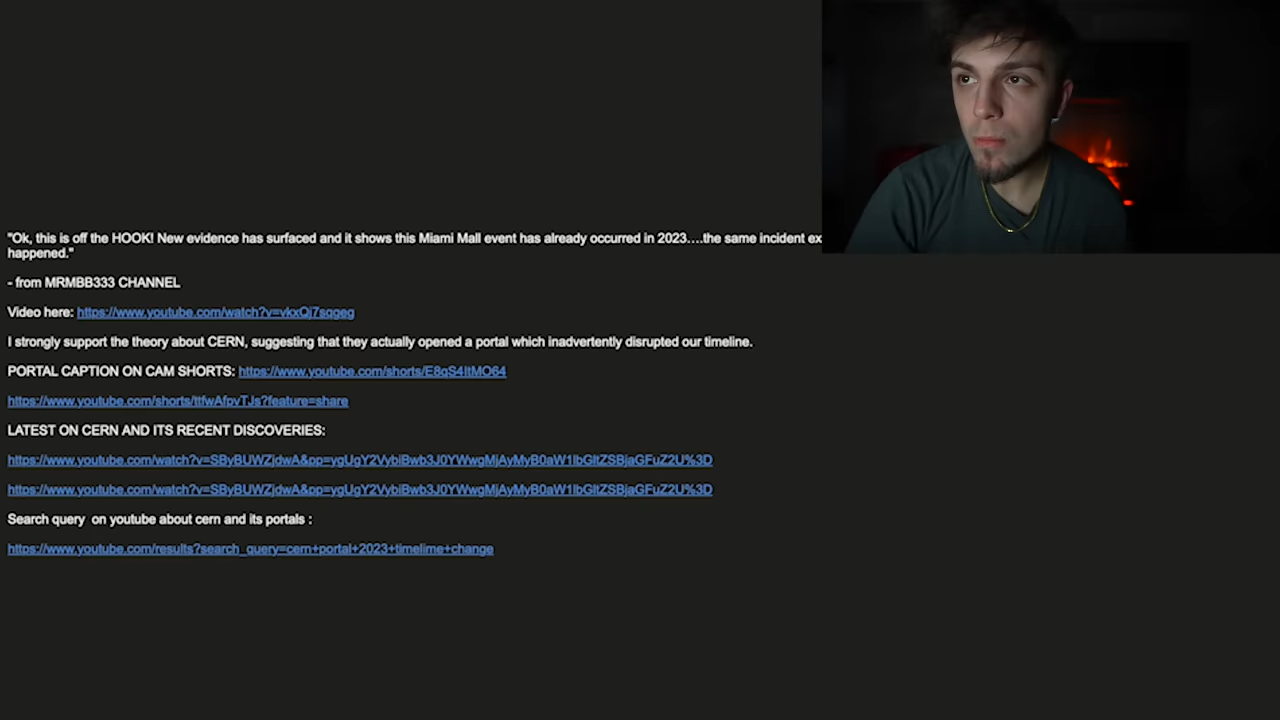 "Ok, this is off the HOOK! New evidence has surfaced and it shows this Miami Mall event has already occurred in 2023….the same incident ex
happened."
- from MRMBB333 CHANNEL
Video here: https://www.youtube.com/watch?v=vkxQj7sqgeg
I strongly support the theory about CERN, suggesting that they actually opened a portal which inadvertently disrupted our timeline.
PORTAL CAPTION ON CAM SHORTS: https://www.youtube.com/shorts/E8qS4ItMO64
https://www.youtube.com/shorts/ttfwAfpvTJs?feature=share
LATEST ON CERN AND ITS RECENT DISCOVERIES:
https://www.youtube.com/watch?v=SByBUWZjdwA&pp=ygUgY2VybiBwb3J0YWwgMjAyMyB0aW1lbGltZSBjaGFuZ2U%3D
https://www.youtube.com/watch?v=SByBUWZjdwA&pp=ygUgY2VybiBwb3J0YWwgMjAyMyB0aW1lbGltZSBjaGFuZ2U%3D
Search query  on youtube about cern and its portals :
https://www.youtube.com/results?search_query=cern+portal+2023+timelime+change